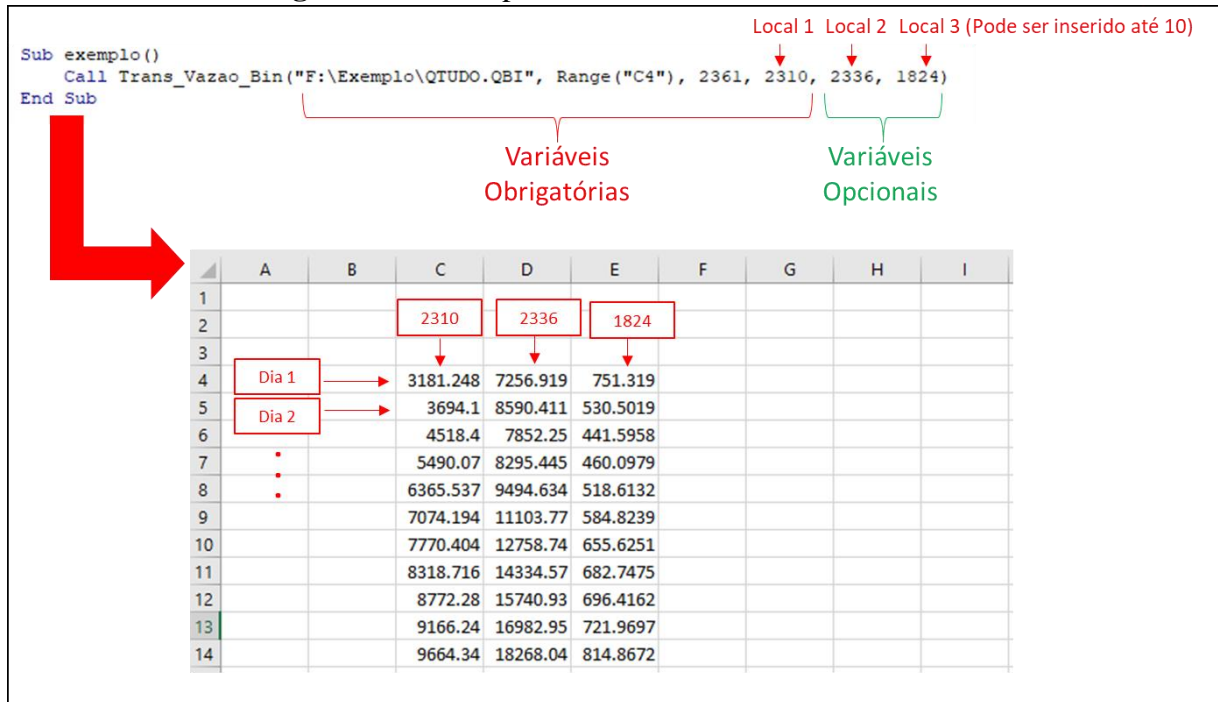 Local 1 Local 2 Local 3 (Pode ser inserido até 10)
Sub exemplo()
Call Trans_Vazao_Bin("F:\Exemplo\QTUDO.QBI", Range("C4"), 2361, 2310, 2336, 1824)
End Sub
Variáveis Obrigatórias
Variáveis Opcionais
A B C D E F G H I
1
2 2310 2336 1824
3
4 Dia 1 3181.248 7256.919 751.319
5 Dia 2 3694.1 8590.411 530.5019
6 4518.4 7852.25 441.5958
7 5490.07 8295.445 460.0979
8 6365.537 9494.634 518.6132
9 7074.194 11103.77 584.8239
10 7770.404 12758.74 655.6251
11 8318.716 14334.57 682.7475
12 8772.28 15740.93 696.4162
13 9166.24 16982.95 721.9697
14 9664.34 18268.04 814.8672